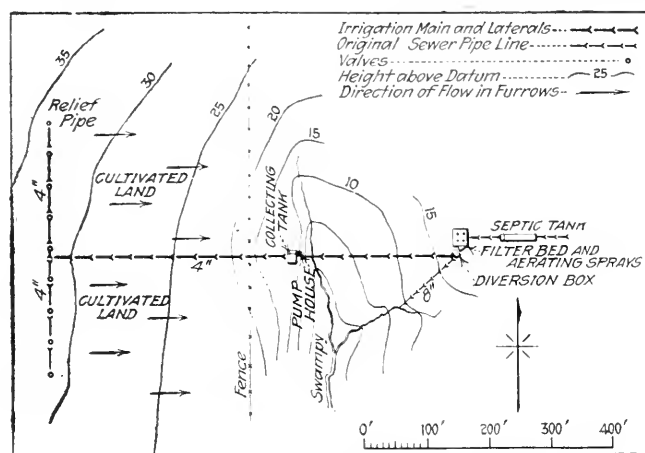 Irrigation Main and Laterals
Original Sewer Pipe Line
Valves
Height above Datum 25
Direction of Flow in Furrows
35
30
25
20
15
10
15
Relief
Pipe
4"
4"
4"
8"
CULTIVATED
LAND
CULTIVATED
LAND
COLLECTING
TANK
PUMP
HOUSE
Fence
Swampy
SEPTIC TANK
FILTER BED AND
AERATING SPRAYS
DIVERSION BOX
0' 100' 200' 300' 400'